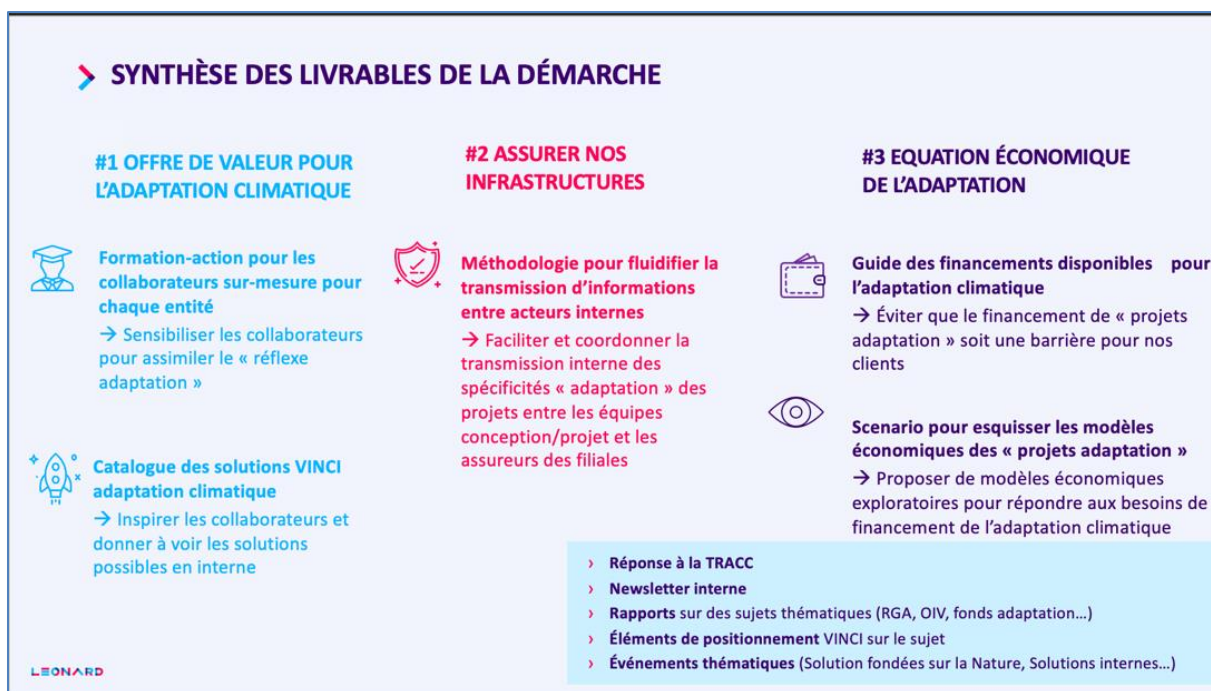 SYNTHÈSE DES LIVRABLES DE LA DÉMARCHE
#1 OFFRE DE VALEUR POUR
L'ADAPTATION CLIMATIQUE
Formation-action pour les
collaborateurs sur-mesure pour
chaque entité
→ Sensibiliser les collaborateurs
pour assimiler le « réflexe
adaptation »
Catalogue des solutions VINCI
adaptation climatique
→ Inspirer les collaborateurs et
donner à voir les solutions
possibles en interne
#2 ASSURER NOS
INFRASTRUCTURES
Méthodologie pour fluidifier la
transmission d'informations
entre acteurs internes
→ Faciliter et coordonner la
transmission interne des
spécificités « adaptation » des
projets entre les équipes
conception/projet et les
assureurs des filiales
#3 EQUATION ÉCONOMIQUE
DE L'ADAPTATION
Guide des financements disponibles pour
l'adaptation climatique
→ Éviter que le financement de « projets
adaptation » soit une barrière pour nos
clients
Scenario pour esquisser les modèles
économiques des « projets adaptation »
→ Proposer de modèles économiques
exploratoires pour répondre aux besoins de
financement de l'adaptation climatique
› Réponse à la TRACC
› Newsletter interne
› Rapports sur des sujets thématiques (RGA, OIV, fonds adaptation…)
› Éléments de positionnement VINCI sur le sujet
› Événements thématiques (Solution fondées sur la Nature, Solutions internes…)
LEONARD